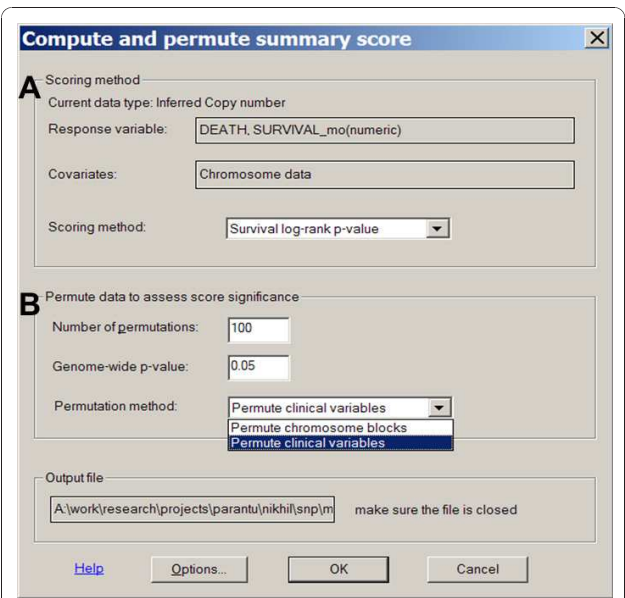 Compute and permute summary score
A
Scoring method
Current data type: Inferred Copy number
Response variable: DEATH, SURVIVAL_mo(numeric)
Covariates: Chromosome data
Scoring method: Survival log-rank p-value
B
Permute data to assess score significance
Number of permutations: 100
Genome-wide p-value: 0.05
Permutation method: Permute clinical variables
Permute chromosome blocks
Permute clinical variables
Output file
A:\work\research\projects\parantu\nikhil\snp\m make sure the file is closed
Help Options... OK Cancel